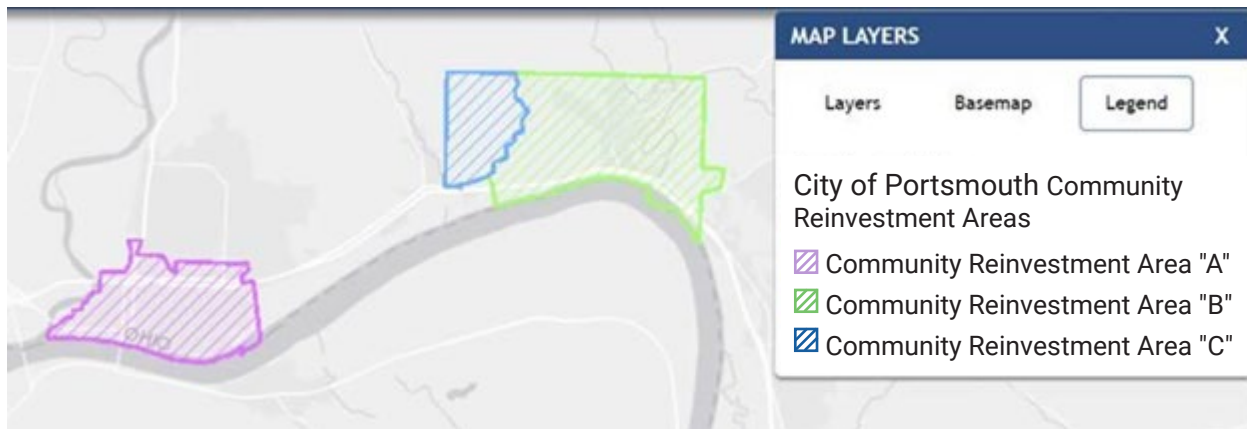 MAP LAYERS X
Layers Basemap Legend
City of Portsmouth Community
Reinvestment Areas
Community Reinvestment Area "A"
Community Reinvestment Area "B"
Community Reinvestment Area "C"
OHIO